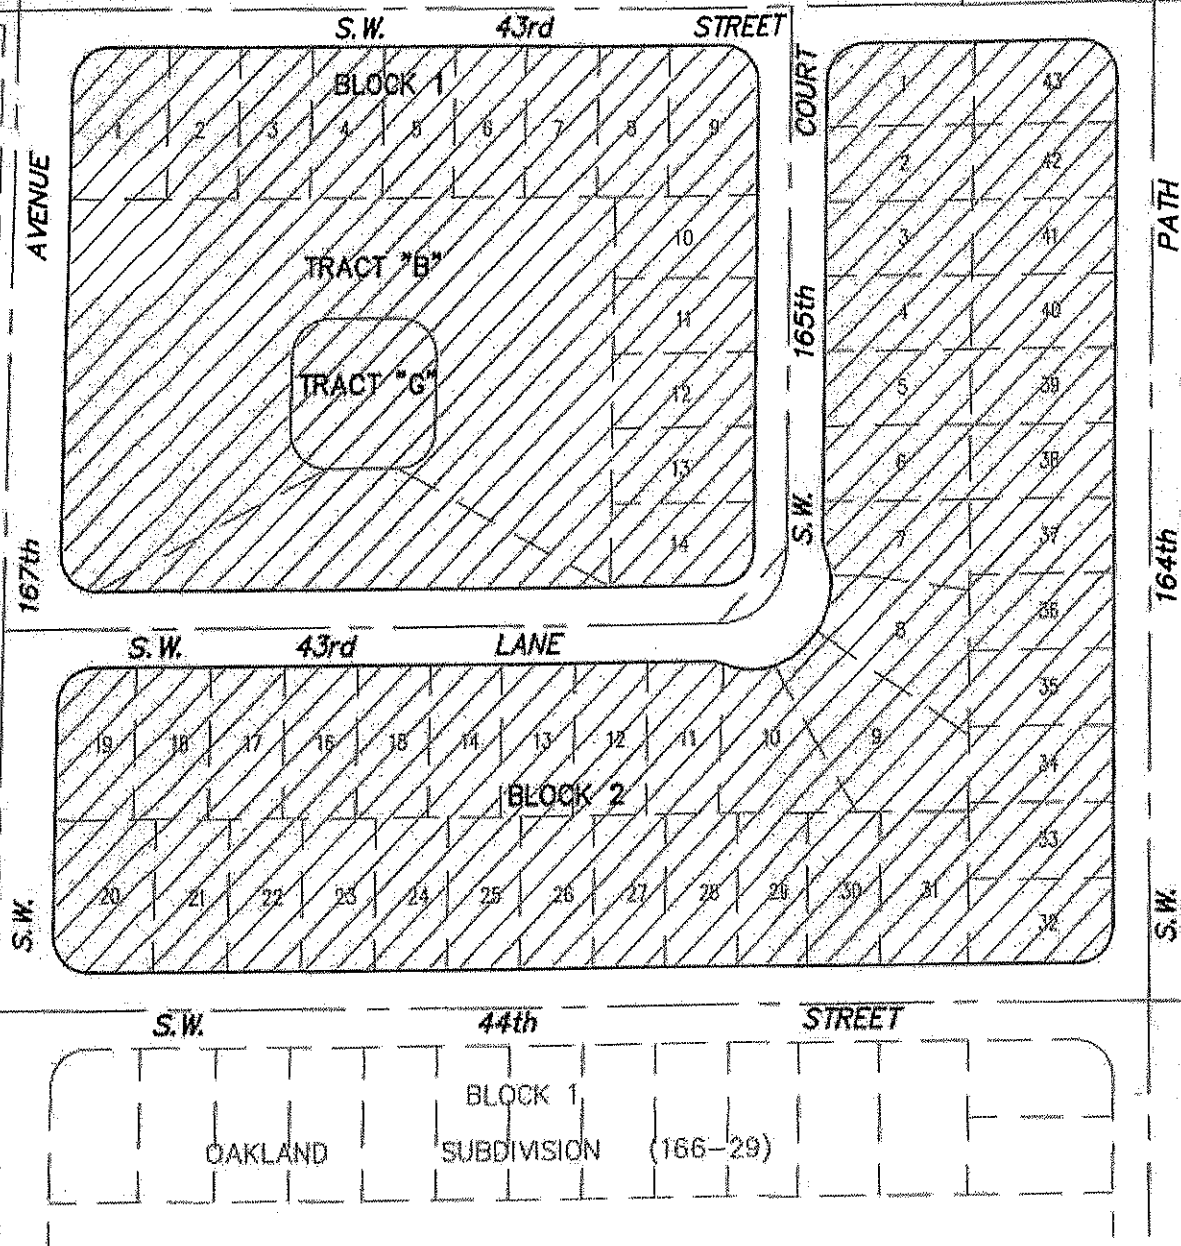 S.W. 43rd STREET
BLOCK 1
1 2 3 4 5 6 7 8 9
10
11
12
13
14
TRACT "B"
TRACT "G"
AVENUE
167th
S.W.
COURT
165th
S.W.
PATH
164th
S.W.
1 43
2 42
3 41
4 40
5 39
6 38
7 37
8 36
35
9 34
33
32
S.W. 43rd LANE
19 18 17 16 15 14 13 12 11 10
BLOCK 2
20 21 22 23 24 25 26 27 28 29 30 31
S.W. 44th STREET
BLOCK 1
OAKLAND SUBDIVISION (166-29)